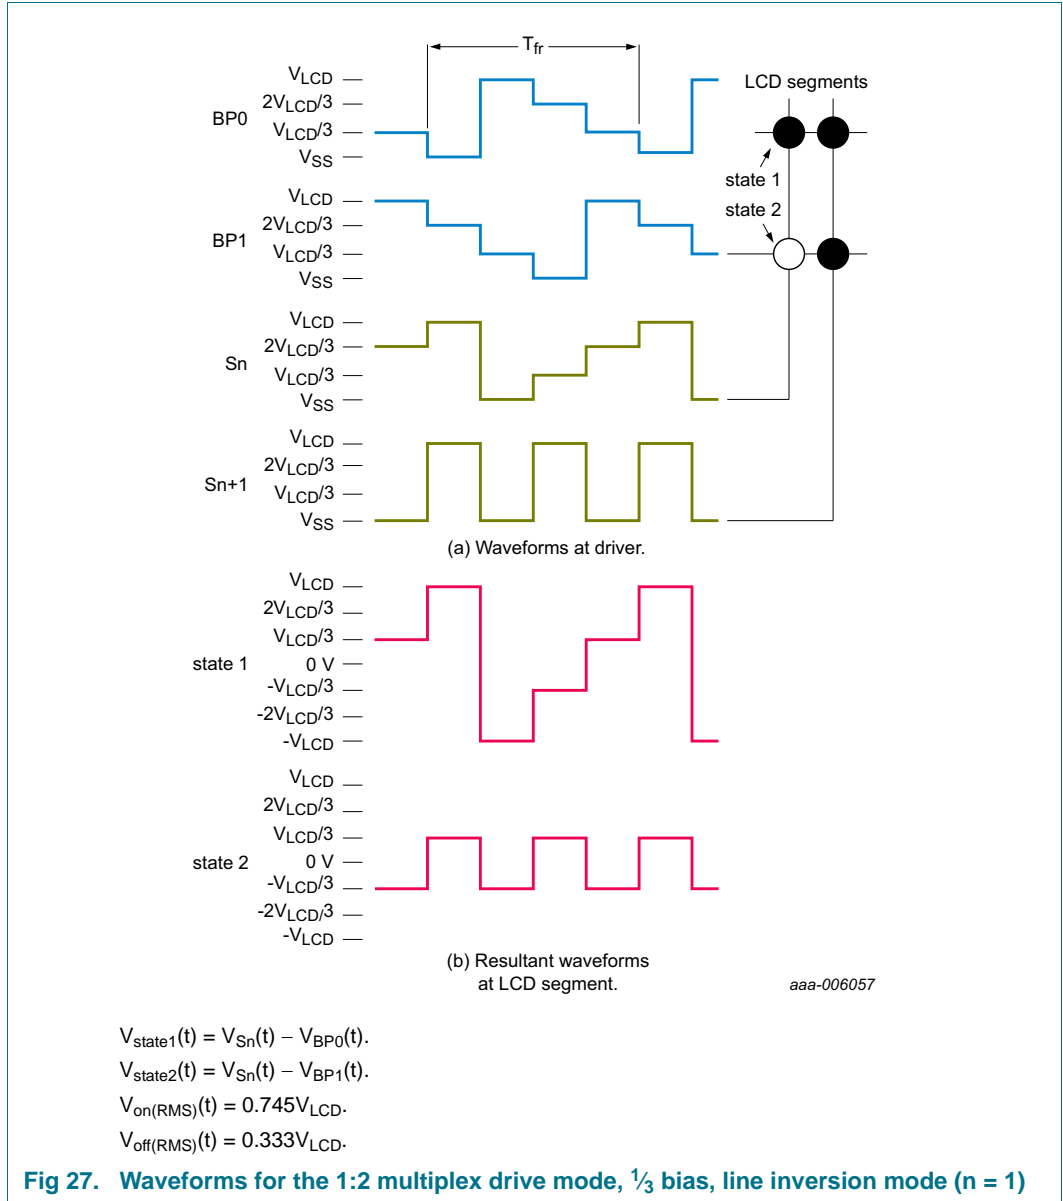 T_fr
V_LCD
2V_LCD/3
BP0
V_LCD/3
V_SS
LCD segments
state 1
state 2
V_LCD
2V_LCD/3
BP1
V_LCD/3
V_SS
V_LCD
2V_LCD/3
Sn
V_LCD/3
V_SS
V_LCD
2V_LCD/3
Sn+1
V_LCD/3
V_SS
(a) Waveforms at driver.
V_LCD
2V_LCD/3
V_LCD/3
state 1
0 V
-V_LCD/3
-2V_LCD/3
-V_LCD
V_LCD
2V_LCD/3
V_LCD/3
state 2
0 V
-V_LCD/3
-2V_LCD/3
-V_LCD
(b) Resultant waveforms
at LCD segment.
aaa-006057
V_state1(t) = V_Sn(t) − V_BP0(t).
V_state2(t) = V_Sn(t) − V_BP1(t).
V_on(RMS)(t) = 0.745V_LCD.
V_off(RMS)(t) = 0.333V_LCD.
Fig 27. Waveforms for the 1:2 multiplex drive mode, 1⁄3 bias, line inversion mode (n = 1)